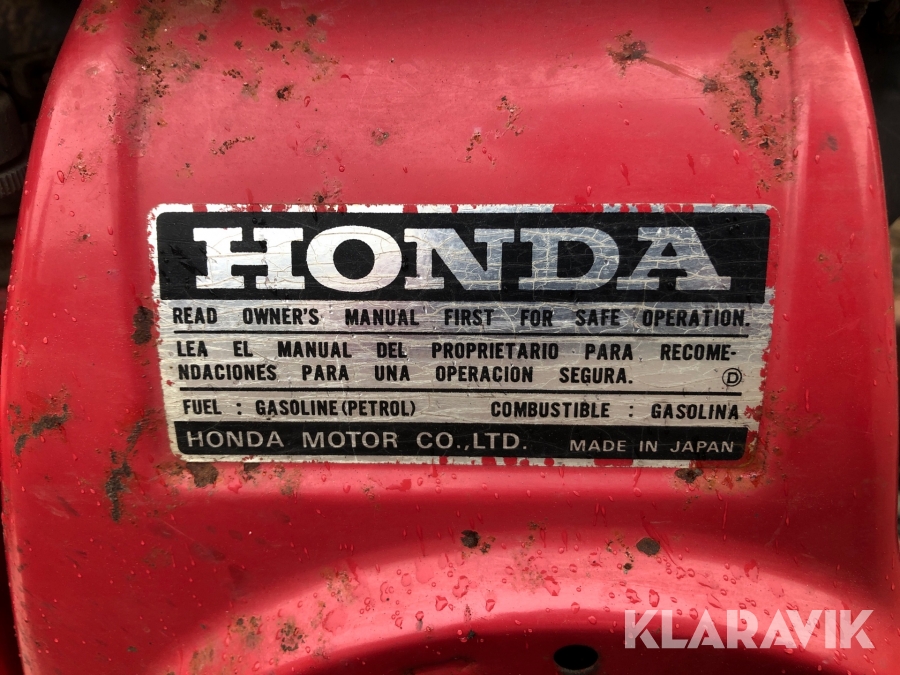 HONDA
READ OWNER'S MANUAL FIRST FOR SAFE OPERATION.
LEA EL MANUAL DEL PROPRIETARIO PARA RECOME-
NDACIONES PARA UNA OPERACION SEGURA. D
FUEL : GASOLINE (PETROL) COMBUSTIBLE : GASOLINA
HONDA MOTOR CO., LTD. MADE IN JAPAN
KLARAVIK